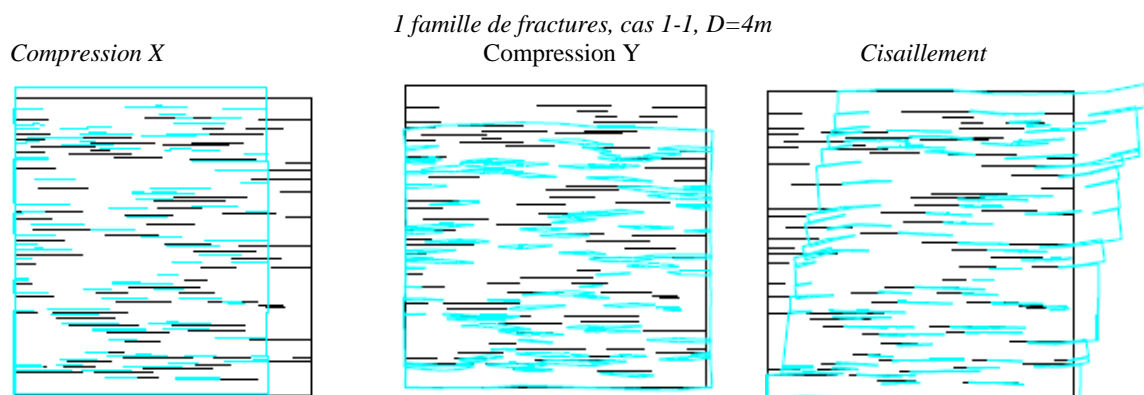 1 famille de fractures, cas 1-1, D=4m
Compression X
Compression Y
Cisaillement